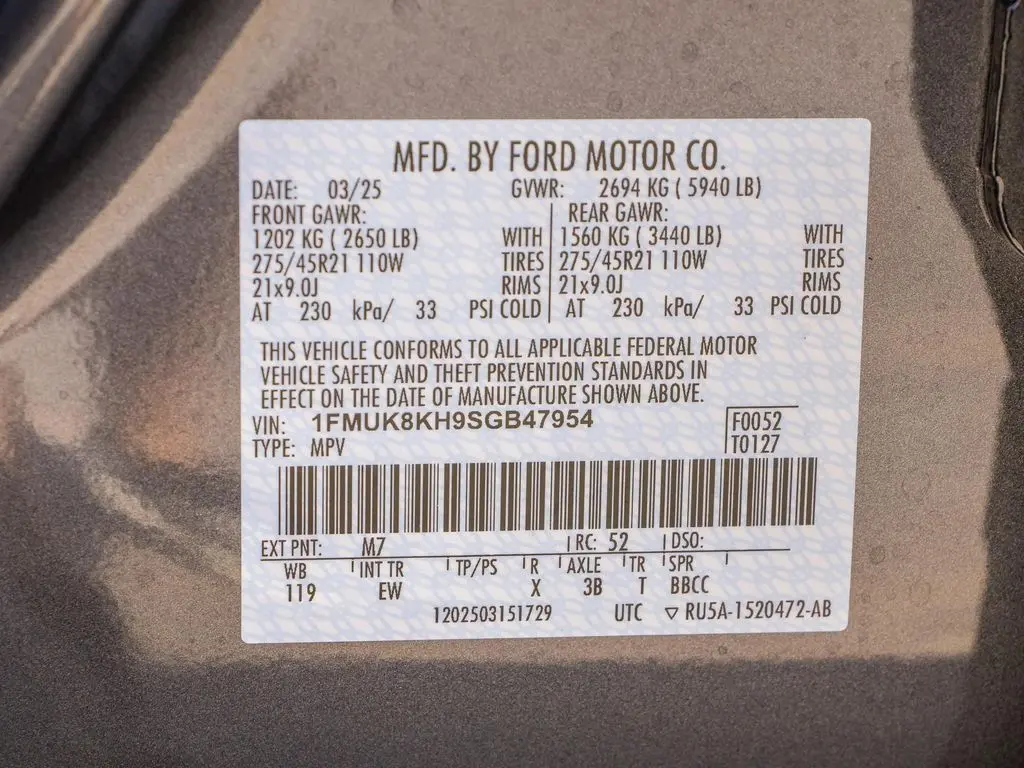 MFD. BY FORD MOTOR CO.
DATE: 03/25 GVWR: 2694 KG ( 5940 LB)
FRONT GAWR: REAR GAWR:
1202 KG ( 2650 LB) WITH 1560 KG ( 3440 LB) WITH
275/45R21 110W TIRES 275/45R21 110W TIRES
21x9.0J RIMS 21x9.0J RIMS
AT 230 kPa/ 33 PSI COLD AT 230 kPa/ 33 PSI COLD
THIS VEHICLE CONFORMS TO ALL APPLICABLE FEDERAL MOTOR
VEHICLE SAFETY AND THEFT PREVENTION STANDARDS IN
EFFECT ON THE DATE OF MANUFACTURE SHOWN ABOVE.
VIN: 1FMUK8KH9SGB47954 F0052
TYPE: MPV T0127
EXT PNT: M7 RC: 52 DSO:
WB INT TR TP/PS R AXLE TR SPR
119 EW X 3B T BBCC
1202503151729 UTC ▽ RU5A-1520472-AB